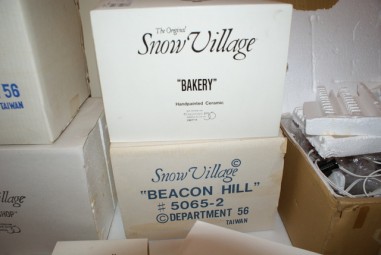 The Original
Snow Village
"BAKERY"
Handpainted Ceramic
Snow Village ©
"BEACON HILL"
# 5065-2
© DEPARTMENT 56
TAIWAN
56
TAIWAN
Village